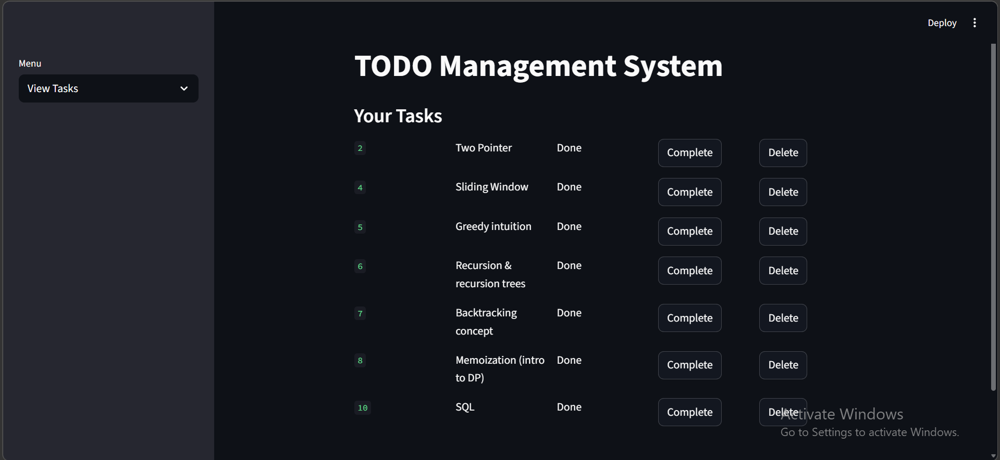 Deploy
Menu
View Tasks
TODO Management System
Your Tasks
2 Two Pointer Done Complete Delete
4 Sliding Window Done Complete Delete
5 Greedy intuition Done Complete Delete
6 Recursion & Done Complete Delete
recursion trees
7 Backtracking Done Complete Delete
concept
8 Memoization (intro Done Complete Delete
to DP)
10 SQL Done Complete Delete
Activate Windows
Go to Settings to activate Windows.